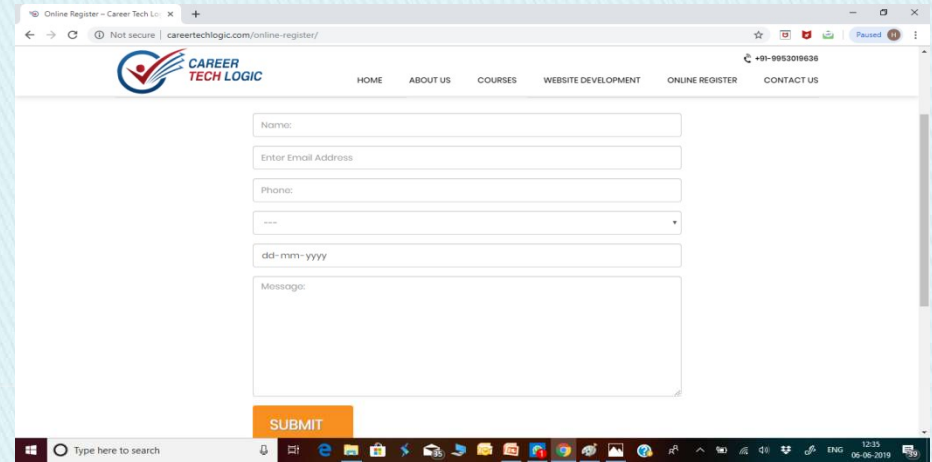 Online Register – Career Tech Lo
Not secure | careertechlogic.com/online-register/
Paused H
CAREER
TECH LOGIC
+91-9953019636
HOME ABOUT US COURSES WEBSITE DEVELOPMENT ONLINE REGISTER CONTACT US
Name:
Enter Email Address
Phone:
---
dd-mm-yyyy
Message:
SUBMIT
Type here to search
35
ENG
12:35
06-06-2019
39